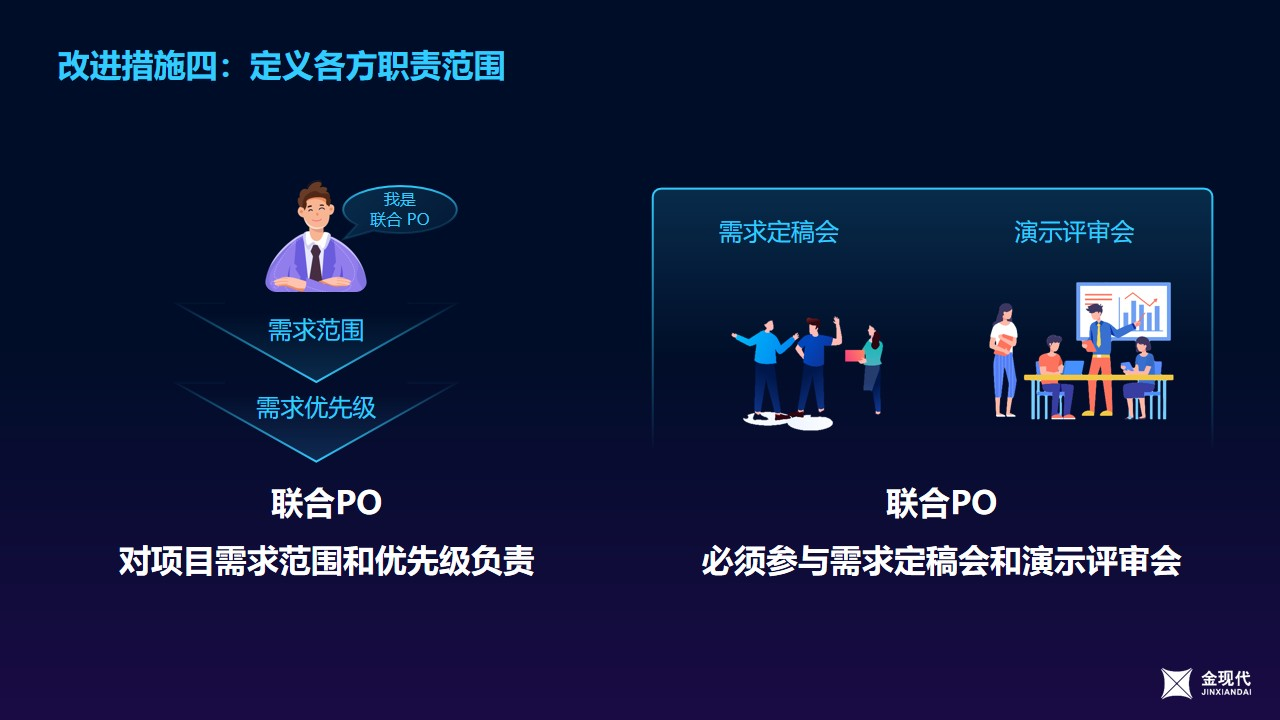 改进措施四：定义各方职责范围
我是
联合 PO
需求范围
需求优先级
联合PO
对项目需求范围和优先级负责
需求定稿会
演示评审会
联合PO
必须参与需求定稿会和演示评审会
金现代
JINXIANDAI